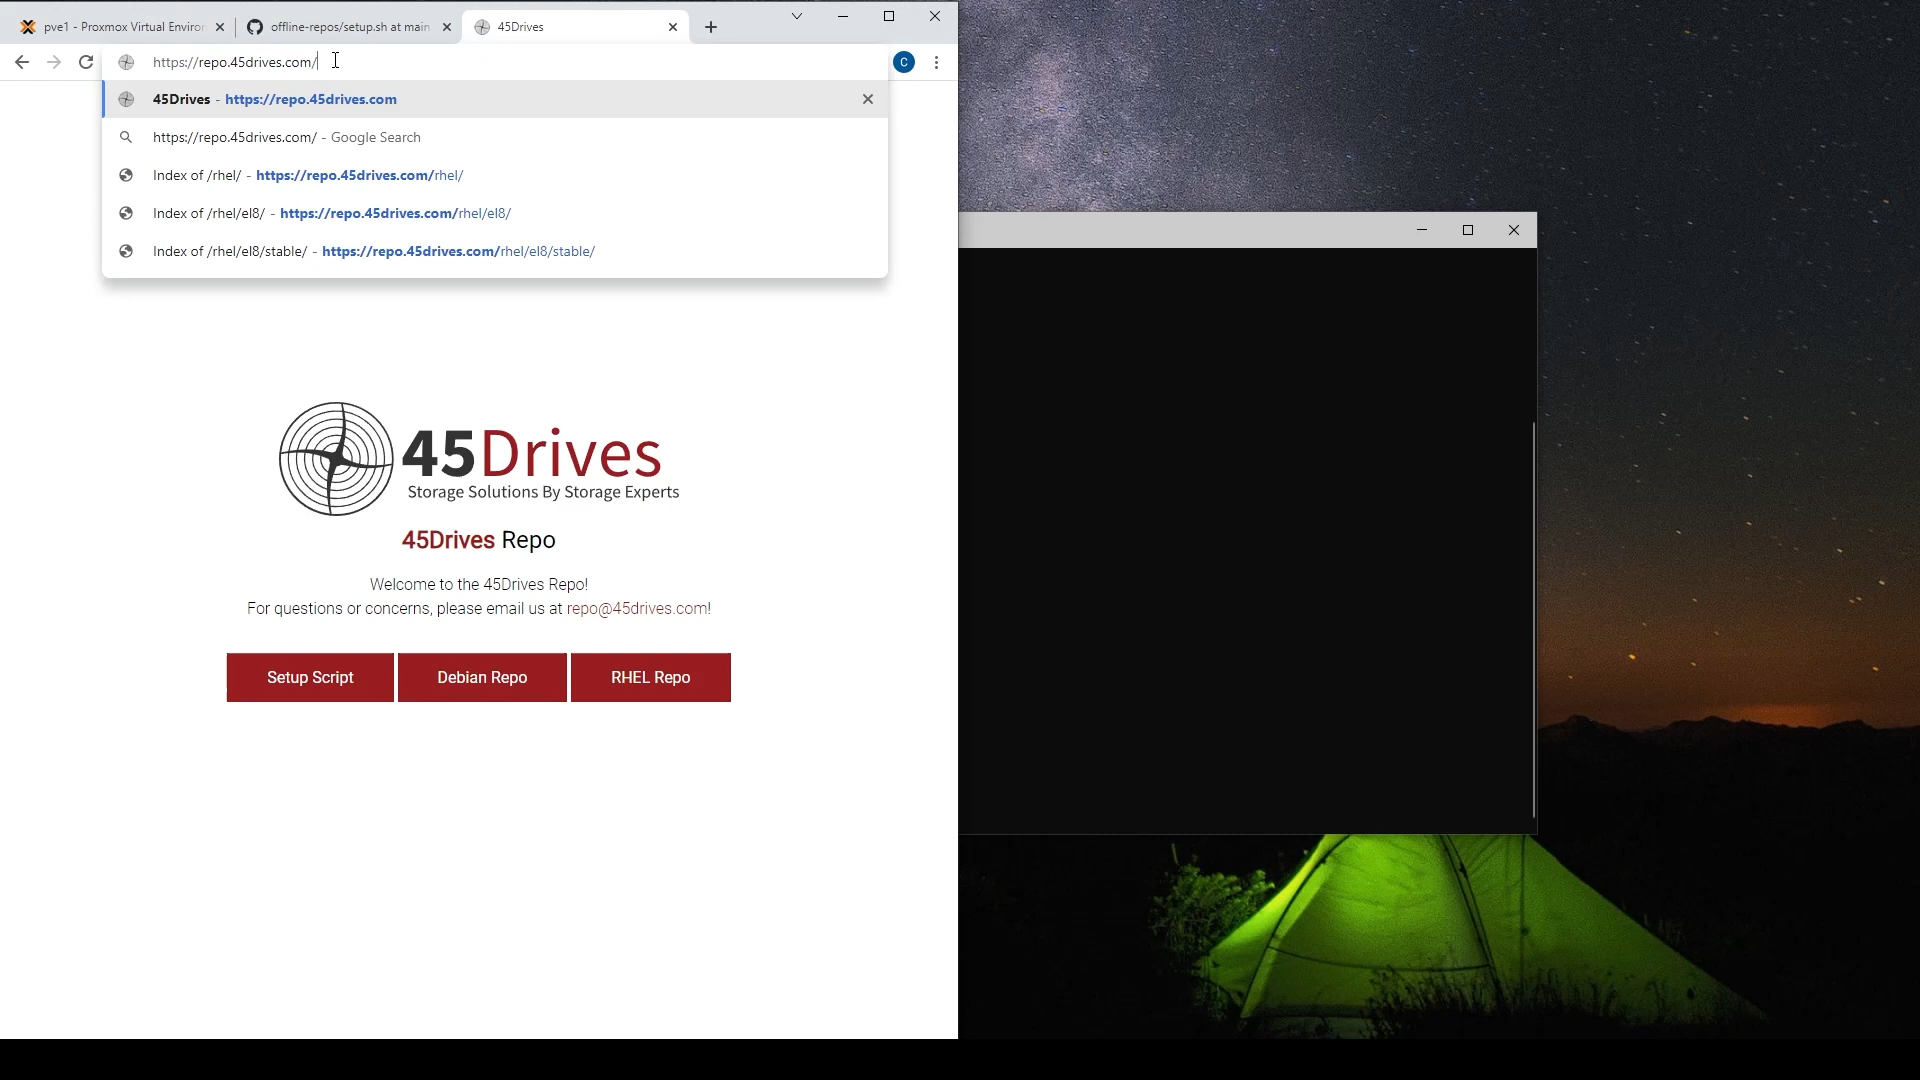 pve1 - Proxmox Virtual Environ
offline-repos/setup.sh at main
45Drives
https://repo.45drives.com/
C
45Drives - https://repo.45drives.com
https://repo.45drives.com/ - Google Search
Index of /rhel/ - https://repo.45drives.com/rhel/
Index of /rhel/el8/ - https://repo.45drives.com/rhel/el8/
Index of /rhel/el8/stable/ - https://repo.45drives.com/rhel/el8/stable/
45Drives
Storage Solutions By Storage Experts
45Drives Repo
Welcome to the 45Drives Repo!
For questions or concerns, please email us at repo@45drives.com!
Setup Script
Debian Repo
RHEL Repo